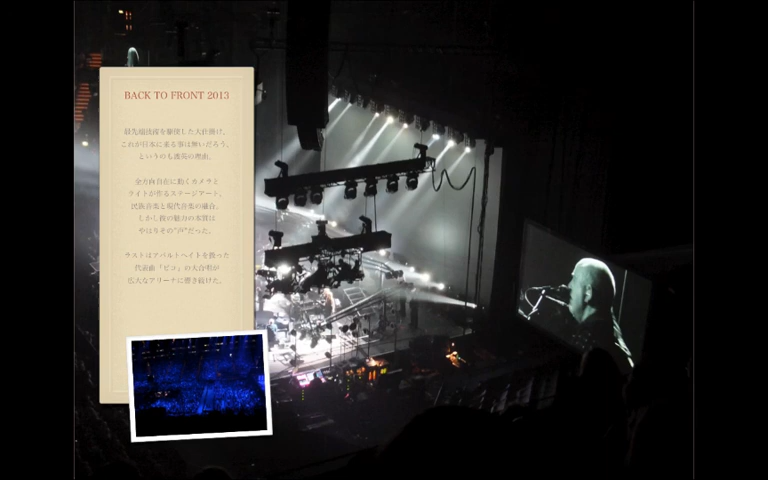 BACK TO FRONT 2013
最先端技術を駆使した大仕掛け。
これが日本に来る事は無いだろう、
というのも渡英の理由。
全方向自在に動くカメラと
ライトが作るステージアート。
民族音楽と現代音楽の融合。
しかし彼の魅力の本質は
やはりその"声"だった。
ラストはアパルトヘイトを扱った
代表曲「ビコ」の大合唱が
広大なアリーナに響き続けた。